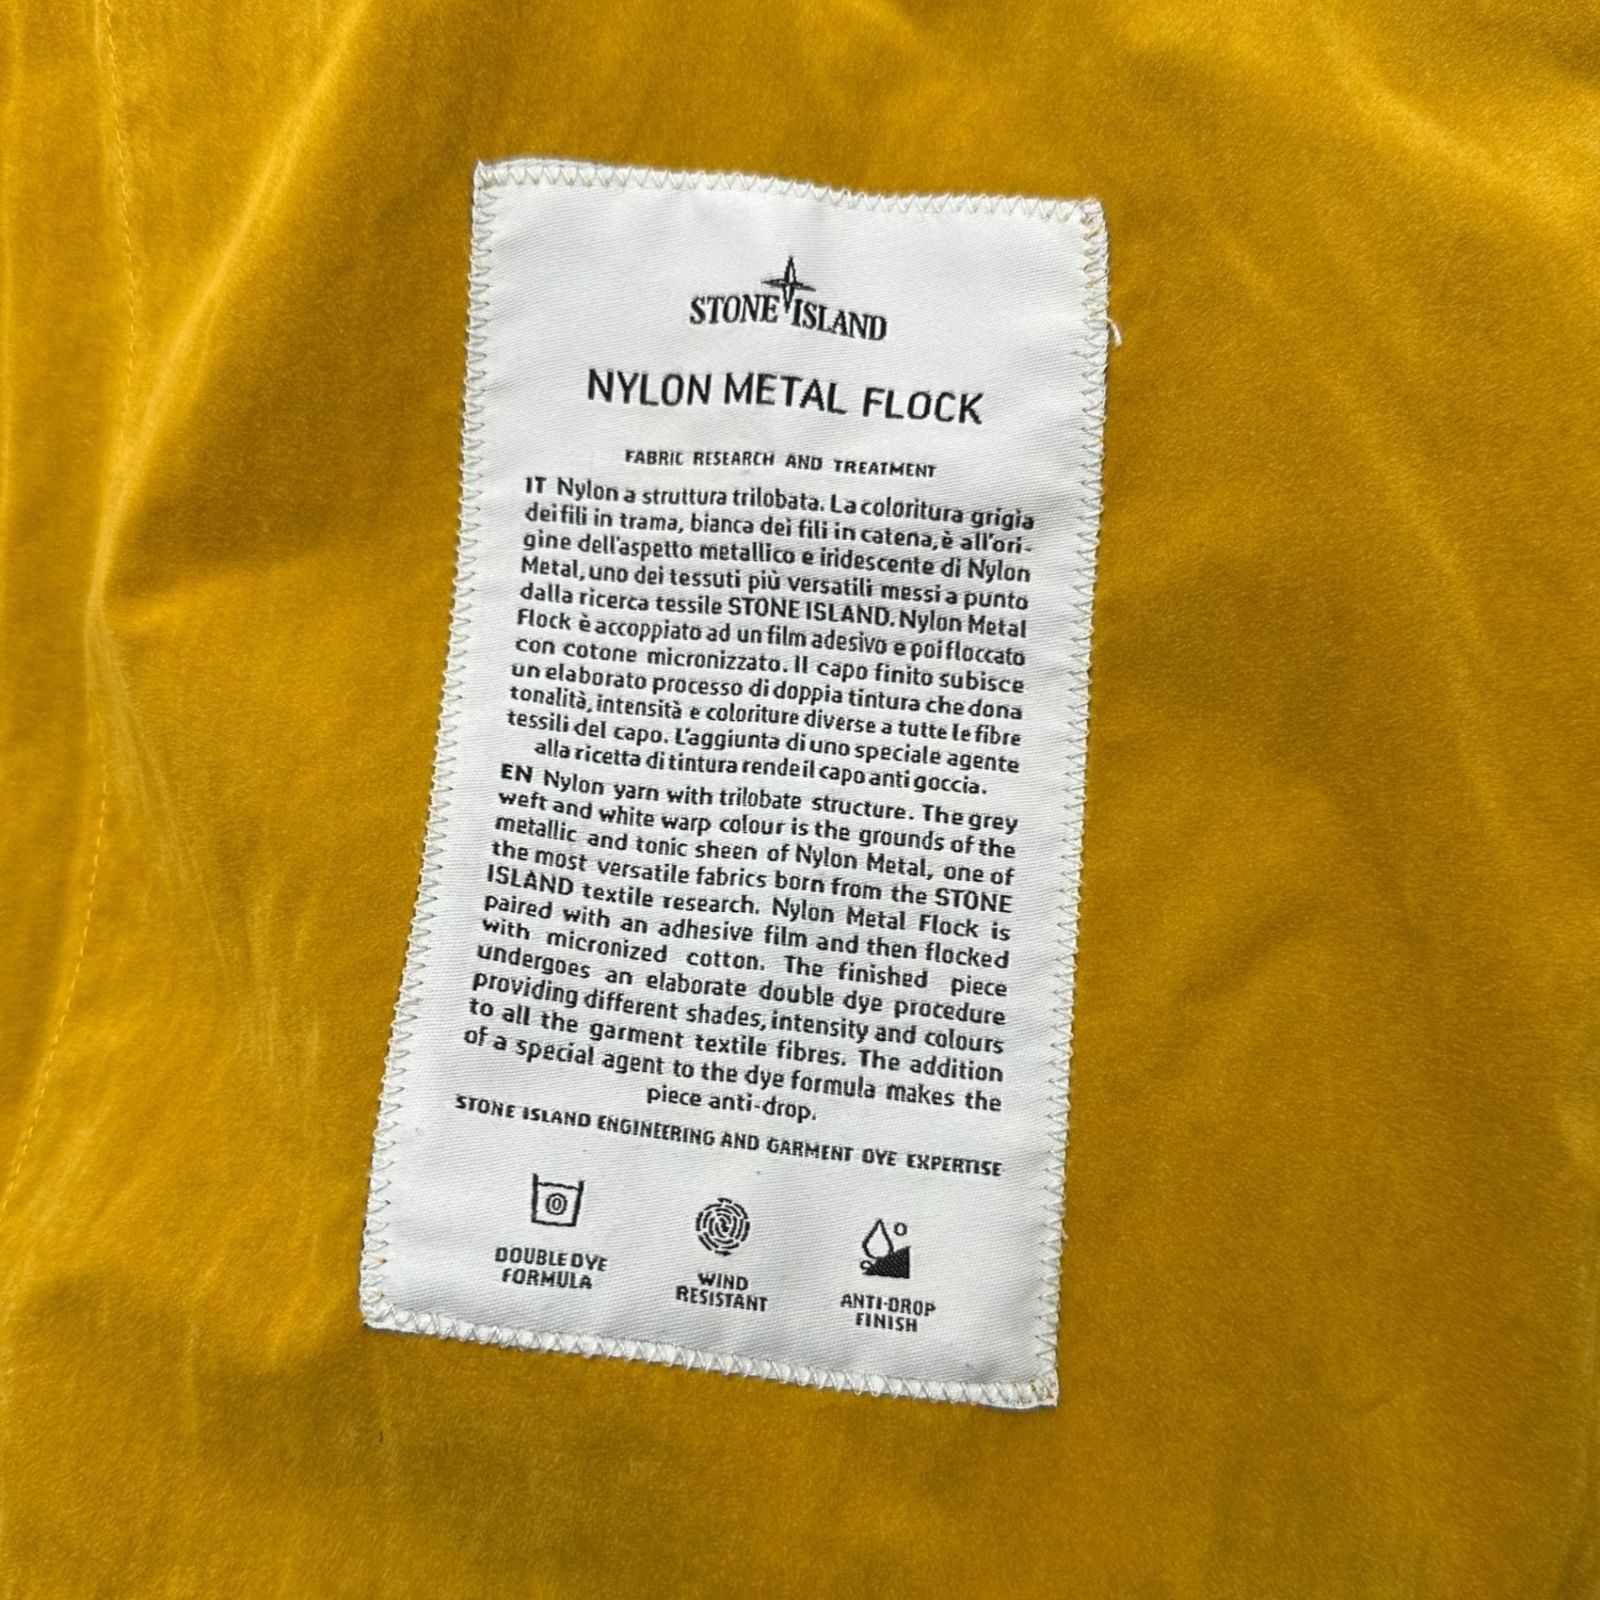 STONE ISLAND
NYLON METAL FLOCK
FABRIC RESEARCH AND TREATMENT
IT Nylon a struttura trilobata. La coloritura grigia
dei fili in trama, bianca dei fili in catena, è all'ori-
gine dell'aspetto metallico e iridescente di Nylon
Metal, uno dei tessuti più versatili messi a punto
dalla ricerca tessile STONE ISLAND. Nylon Metal
Flock è accoppiato ad un film adesivo e poi floccato
con cotone micronizzato. Il capo finito subisce
un elaborato processo di doppia tintura che dona
tonalità, intensità e coloriture diverse a tutte le fibre
tessili del capo. L'aggiunta di uno speciale agente
alla ricetta di tintura rende il capo anti goccia.
EN Nylon yarn with trilobate structure. The grey
weft and white warp colour is the grounds of the
metallic and tonic sheen of Nylon Metal, one of
the most versatile fabrics born from the STONE
ISLAND textile research. Nylon Metal Flock is
paired with an adhesive film and then flocked
with micronized cotton. The finished piece
undergoes an elaborate double dye procedure
providing different shades, intensity and colours
to all the garment textile fibres. The addition
of a special agent to the dye formula makes the
piece anti-drop.
STONE ISLAND ENGINEERING AND GARMENT DYE EXPERTISE
DOUBLE DYE
FORMULA
WIND
RESISTANT
ANTI-DROP
FINISH